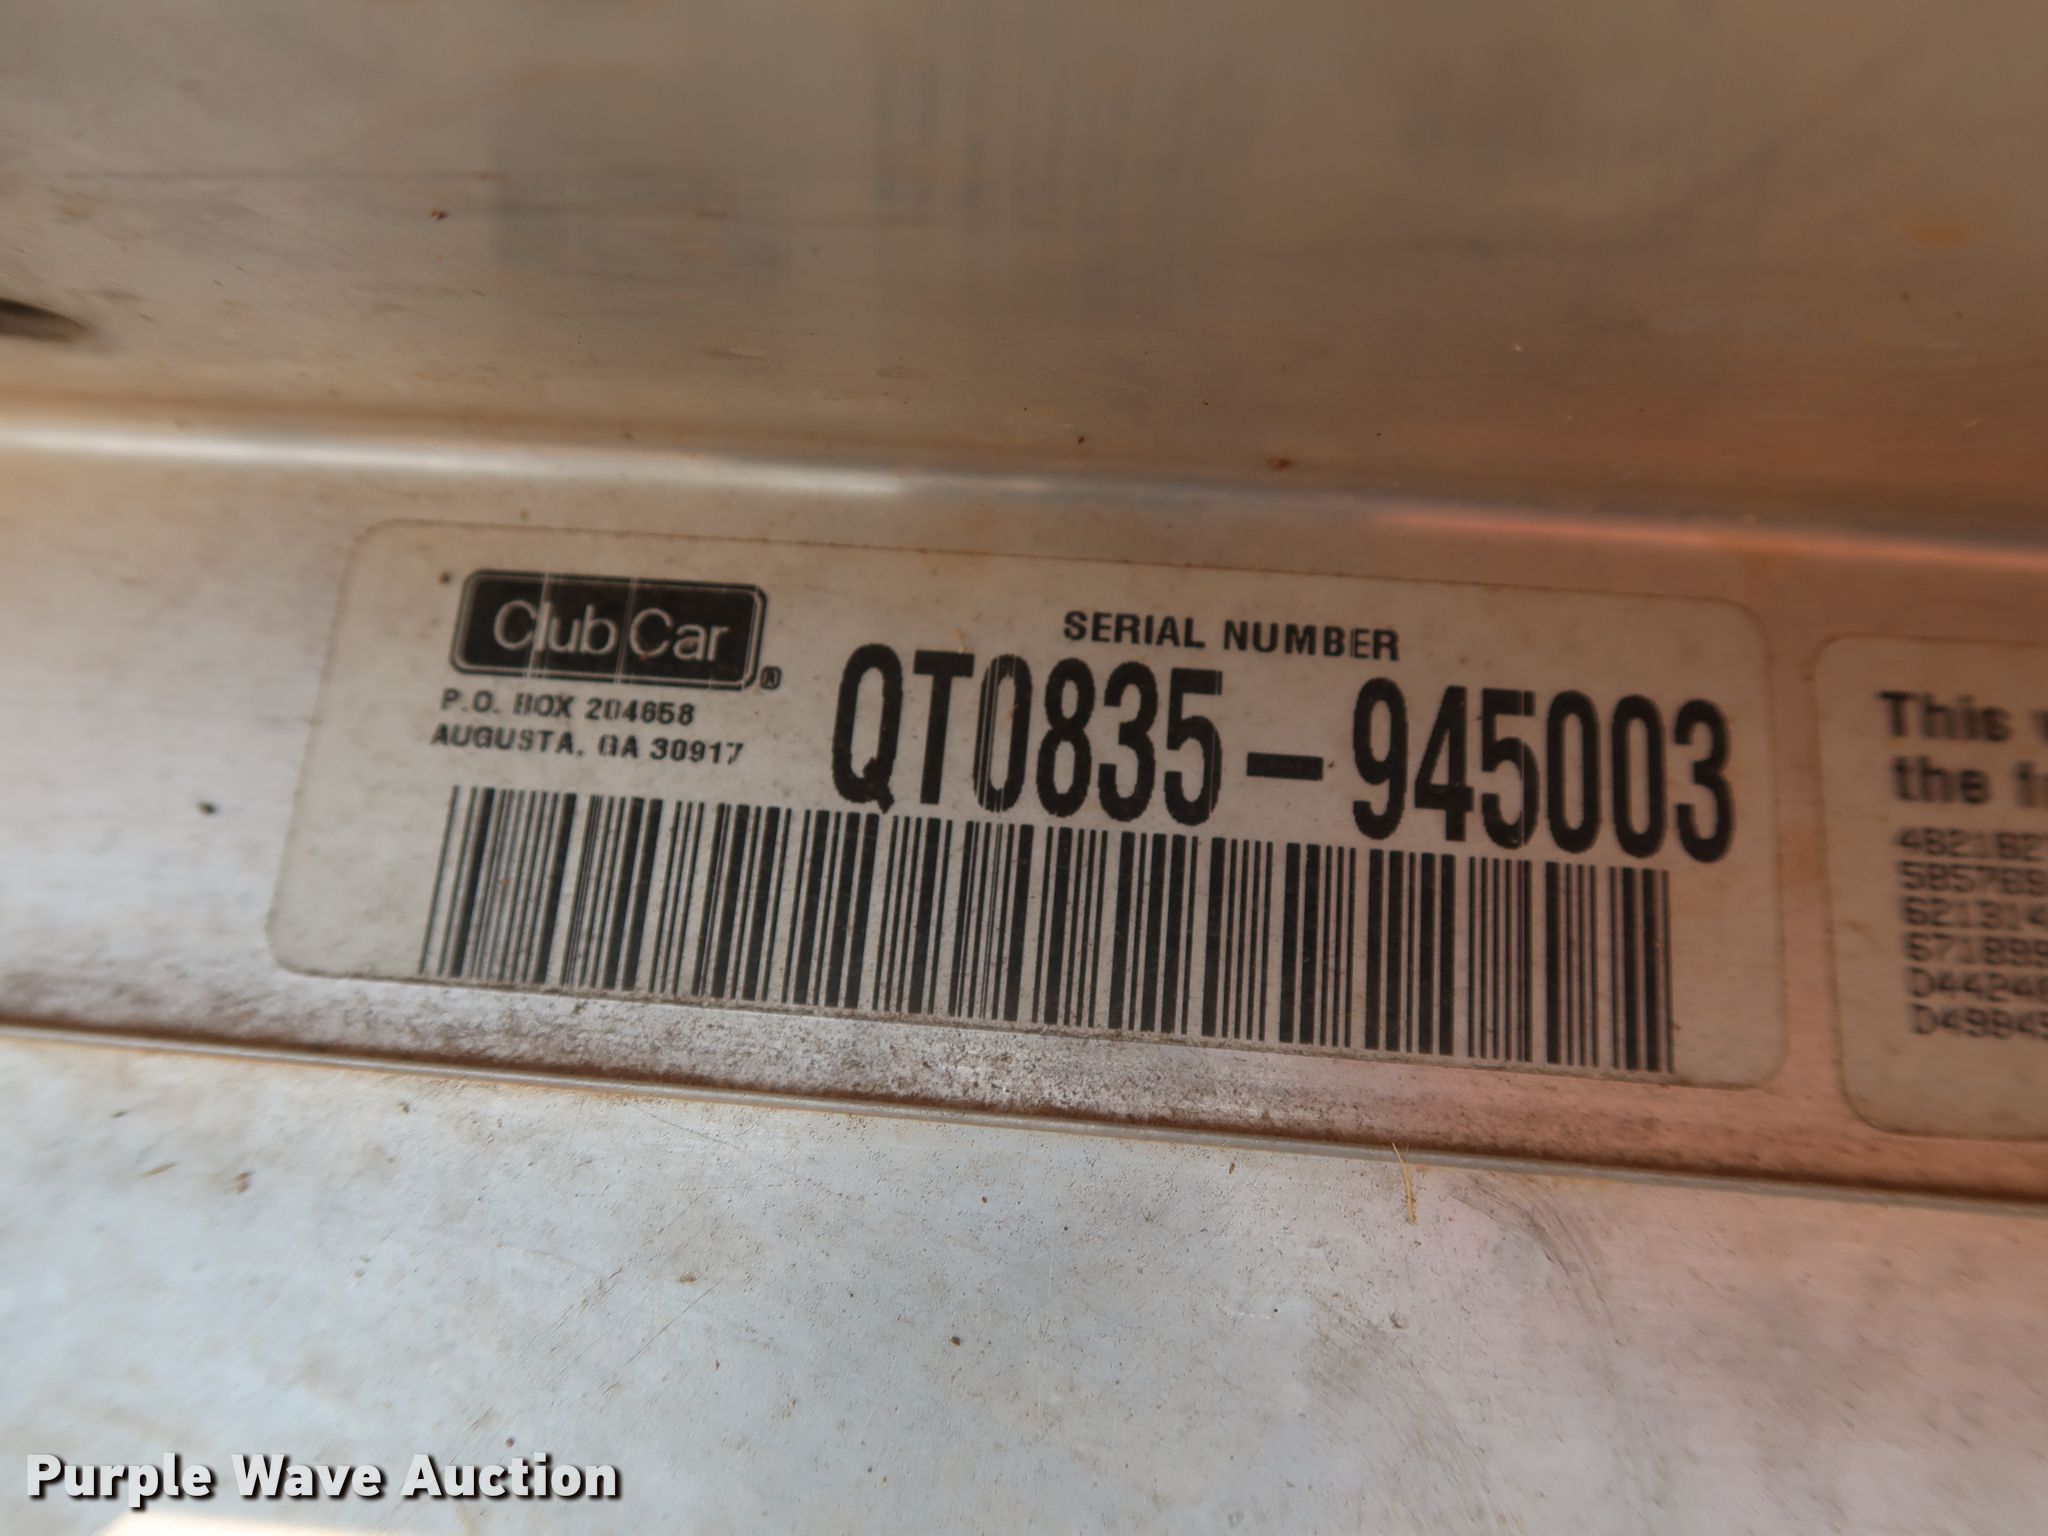 Club Car®
P.O. BOX 204658
AUGUSTA, GA 30917
SERIAL NUMBER
QT0835-945003
This
the
Purple Wave Auction